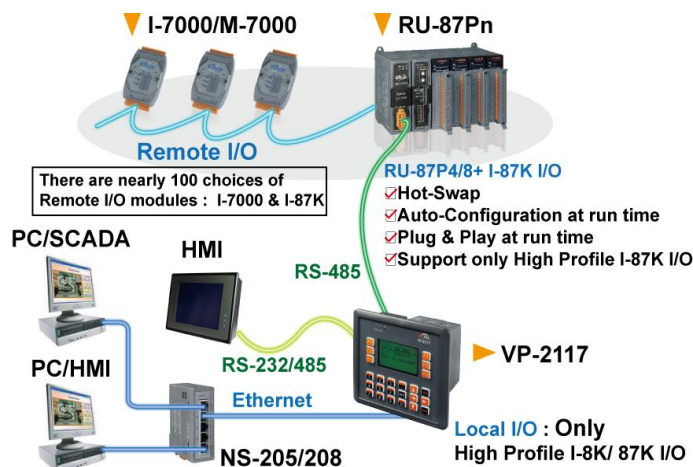 I-7000/M-7000
RU-87Pn
Remote I/O
There are nearly 100 choices of
Remote I/O modules : I-7000 & I-87K
RU-87P4/8+ I-87K I/O
Hot-Swap
Auto-Configuration at run time
Plug & Play at run time
Support only High Profile I-87K I/O
PC/SCADA
HMI
RS-485
RS-232/485
VP-2117
PC/HMI
Ethernet
NS-205/208
Local I/O : Only
High Profile I-8K/ 87K I/O